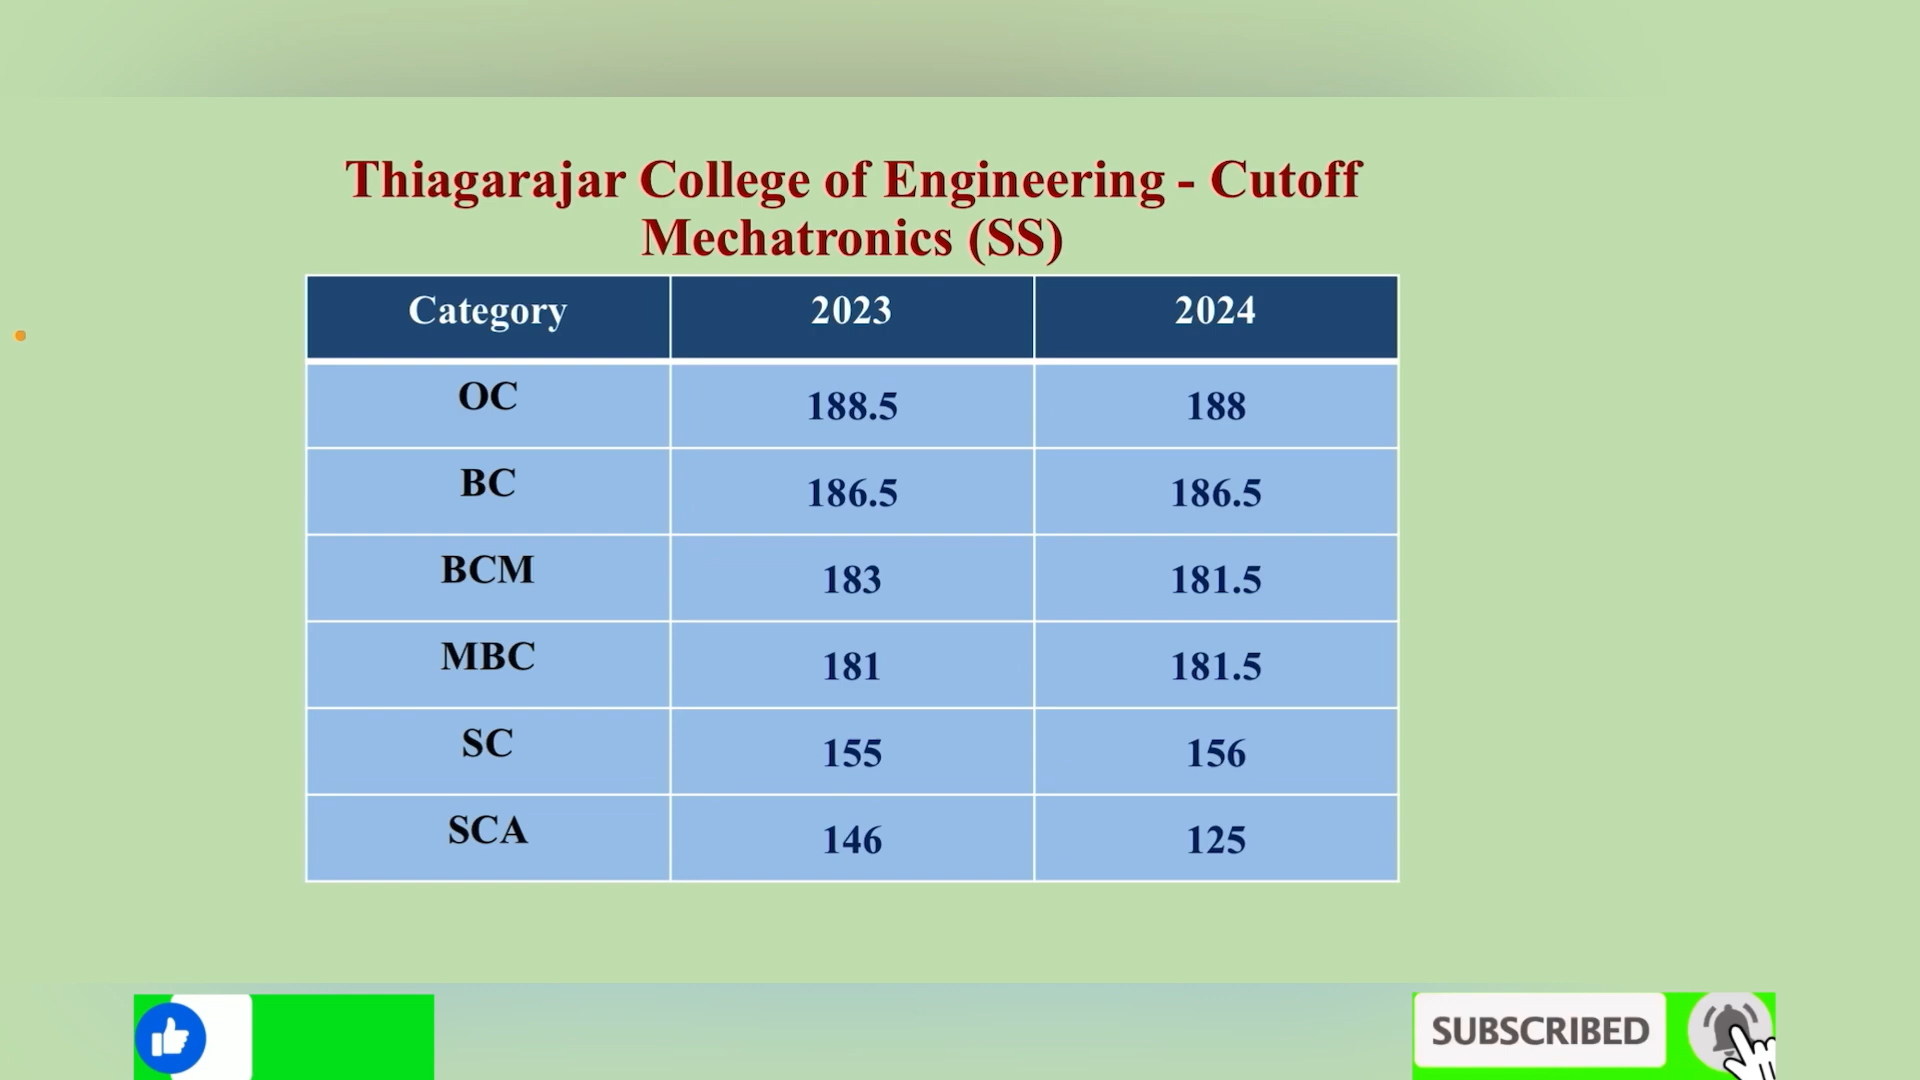 Thiagarajar College of Engineering - Cutoff
Mechatronics (SS)
Category 2023 2024
OC 188.5 188
BC 186.5 186.5
BCM 183 181.5
MBC 181 181.5
SC 155 156
SCA 146 125
SUBSCRIBED